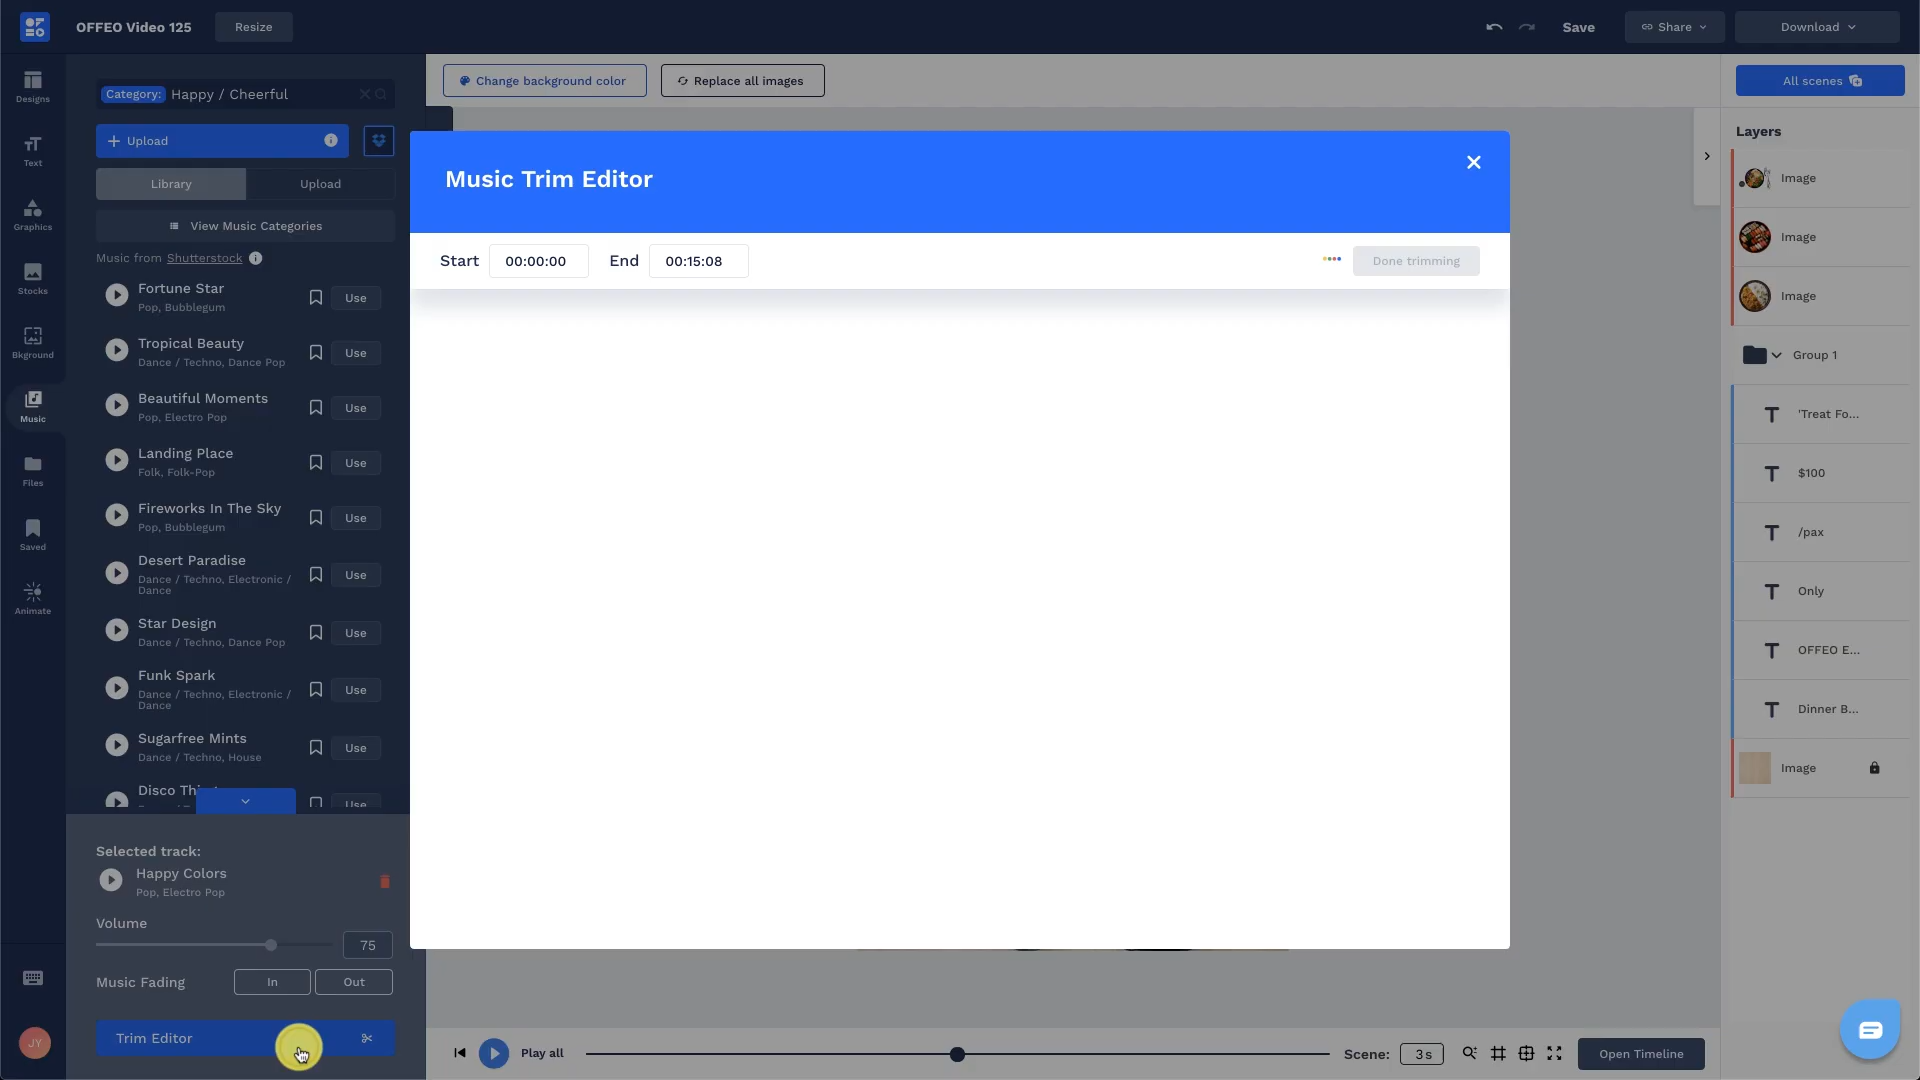 OFFEO Video 125
Resize
Save
Share
Download
Designs
Text
Graphics
Stocks
Bkground
Music
Files
Saved
Animate
JY
Category: Happy / Cheerful
Upload
Library
Upload
View Music Categories
Music from Shutterstock
Fortune Star
Pop, Bubblegum
Use
Tropical Beauty
Dance / Techno, Dance Pop
Use
Beautiful Moments
Pop, Electro Pop
Use
Landing Place
Folk, Folk-Pop
Use
Fireworks In The Sky
Pop, Bubblegum
Use
Desert Paradise
Dance / Techno, Electronic /
Dance
Use
Star Design
Dance / Techno, Dance Pop
Use
Funk Spark
Dance / Techno, Electronic /
Dance
Use
Sugarfree Mints
Dance / Techno, House
Use
Disco
Use
Selected track:
Happy Colors
Pop, Electro Pop
Volume
75
Music Fading
In
Out
Trim Editor
Change background color
Replace all images
Music Trim Editor
Start
00:00:00
End
00:15:08
Done trimming
Play all
Scene:
3 s
Open Timeline
All scenes
Layers
Image
Image
Image
Group 1
'Treat Fo...
$100
/pax
Only
OFFEO E...
Dinner B...
Image